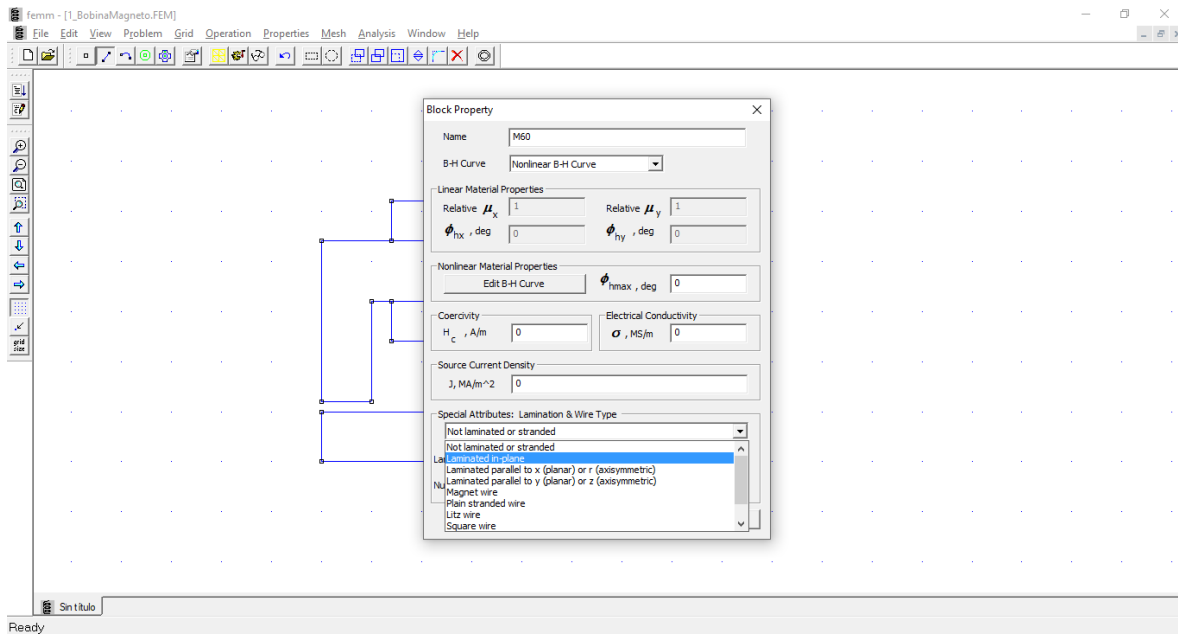 femm - [1_BobinaMagneto.FEM]
File Edit View Problem Grid Operation Properties Mesh Analysis Window Help
Block Property
Name M60
B-H Curve Nonlinear B-H Curve
Linear Material Properties
Relative μx 1 Relative μy 1
ϕhx , deg 0 ϕhy , deg 0
Nonlinear Material Properties
Edit B-H Curve ϕhmax , deg 0
Coercivity Electrical Conductivity
Hc , A/m 0 σ , MS/m 0
Source Current Density
J, MA/m^2 0
Special Attributes: Lamination & Wire Type
Not laminated or stranded
Not laminated or stranded
La Laminated in-plane
Laminated parallel to x (planar) or r (axisymmetric)
Laminated parallel to y (planar) or z (axisymmetric)
Nu Magnet wire
Plain stranded wire
Litz wire
Square wire
grid size
Sin título
Ready